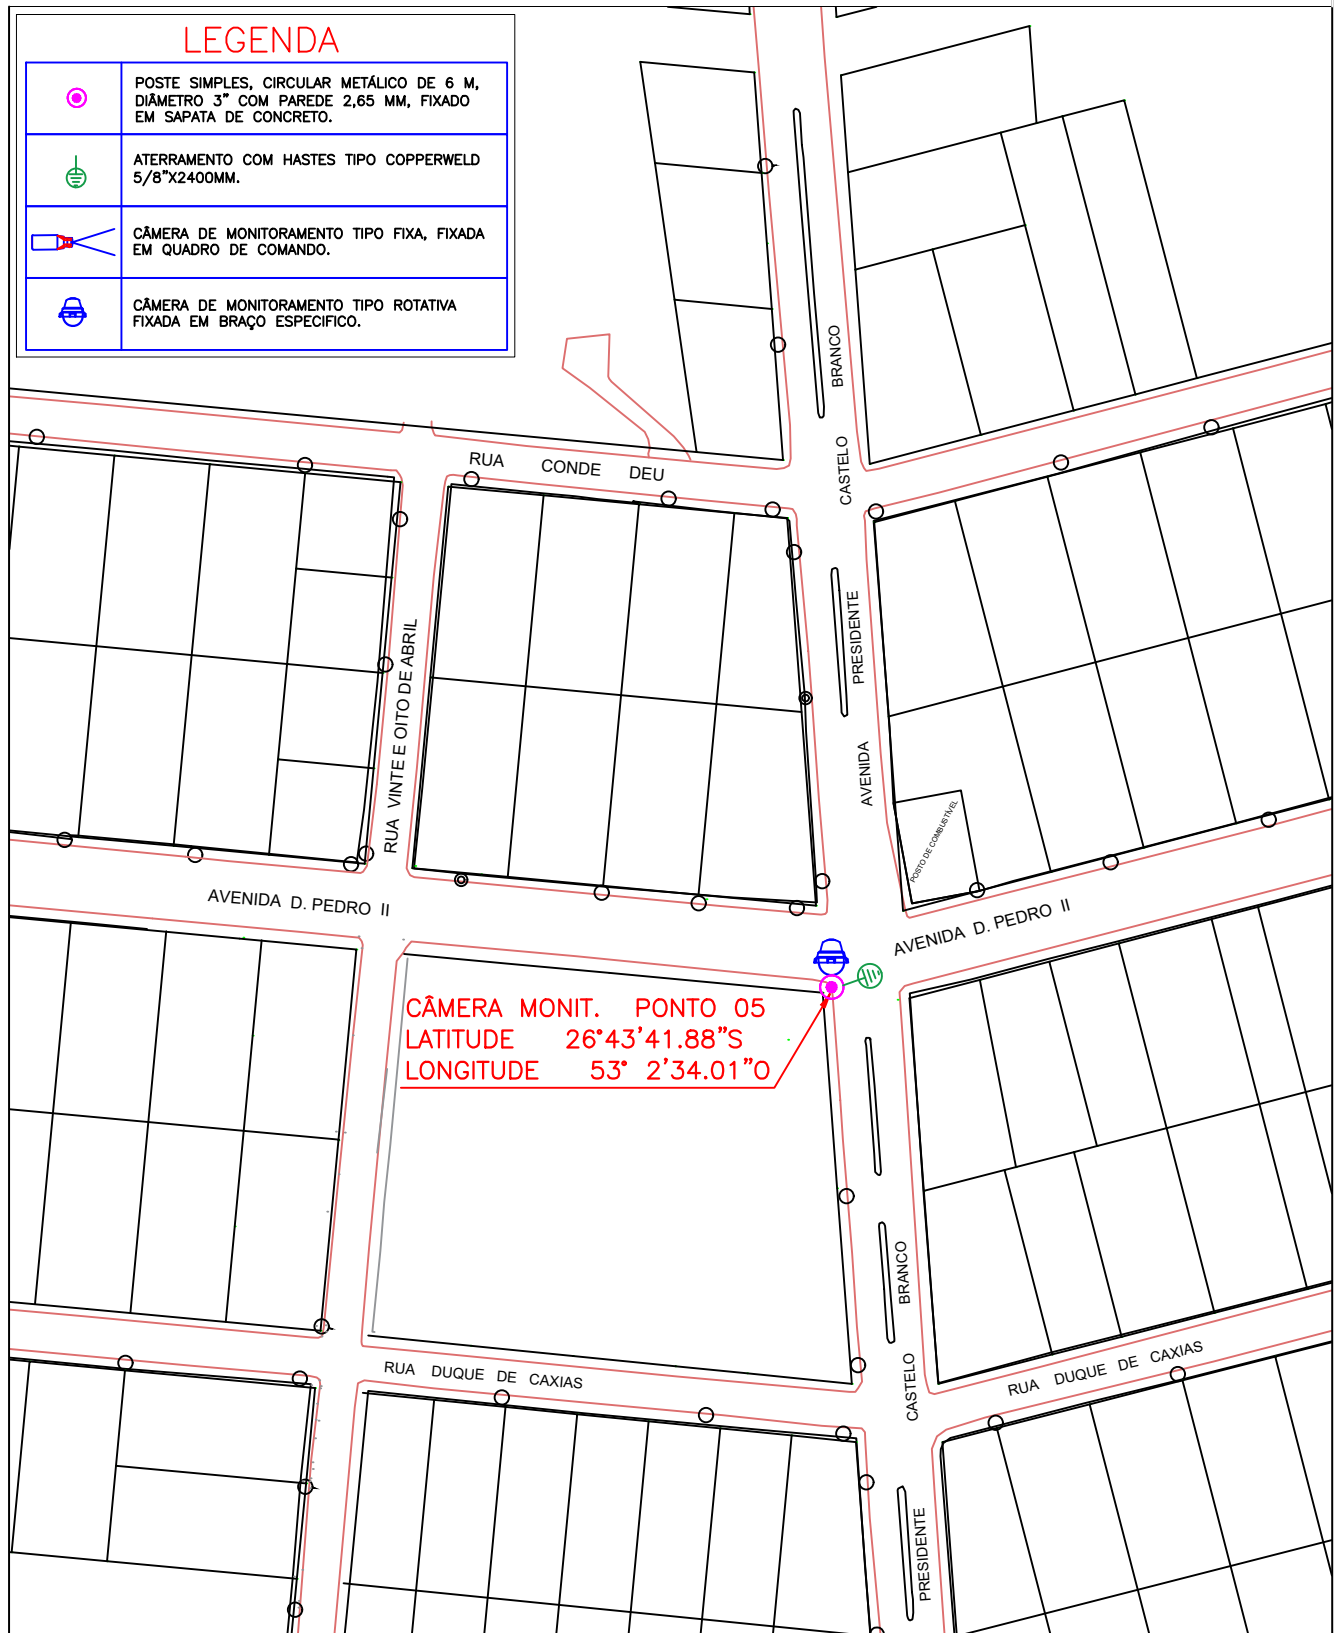 LEGENDA
POSTE SIMPLES, CIRCULAR METÁLICO DE 6 M,
DIÂMETRO 3" COM PAREDE 2,65 MM, FIXADO
EM SAPATA DE CONCRETO.
ATERRAMENTO COM HASTES TIPO COPPERWELD
5/8"X2400MM.
CÂMERA DE MONITORAMENTO TIPO FIXA, FIXADA
EM QUADRO DE COMANDO.
CÂMERA DE MONITORAMENTO TIPO ROTATIVA
FIXADA EM BRAÇO ESPECIFICO.
BRANCO
CASTELO
PRESIDENTE
AVENIDA
RUA CONDE DEU
RUA VINTE E OITO DE ABRIL
POSTO DE COMBUSTÍVEL
AVENIDA D. PEDRO II
AVENIDA D. PEDRO II
CÂMERA MONIT. PONTO 05
LATITUDE 26°43'41.88"S
LONGITUDE 53° 2'34.01"O
BRANCO
CASTELO
PRESIDENTE
RUA DUQUE DE CAXIAS
RUA DUQUE DE CAXIAS